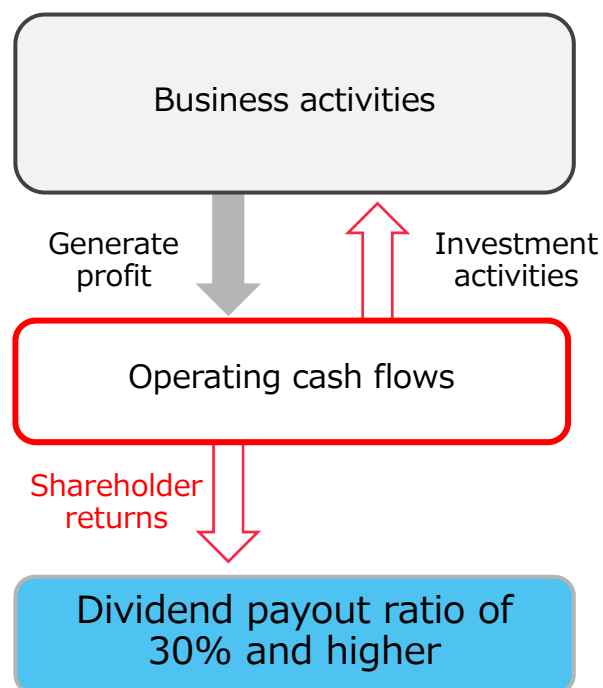 Business activities
Generate
profit
Investment
activities
Operating cash flows
Shareholder
returns
Dividend payout ratio of
30% and higher